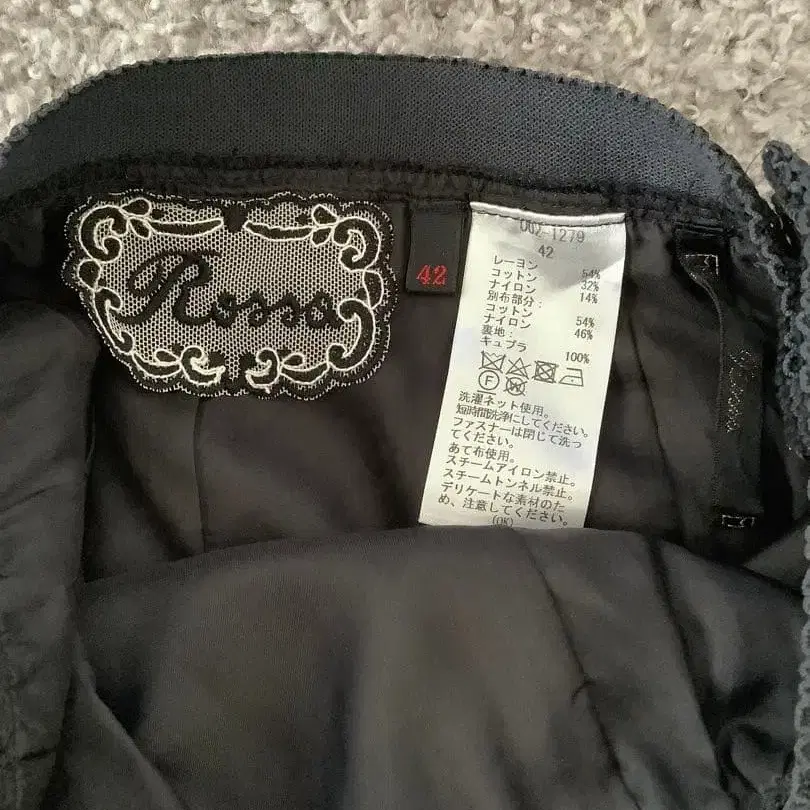 Rossa
42
002-1279
42
レーヨン 54%
コットン 32%
ナイロン 14%
別布部分:
コットン 54%
ナイロン 46%
裏地:
キュプラ 100%
F W
洗濯ネット使用。
短時間洗浄にしてください。
ファスナーは閉じて洗っ
てください。
あて布使用。
スチームアイロン禁止。
スチームトンネル禁止。
デリケートな素材のた
め、注意してください。
(OK)